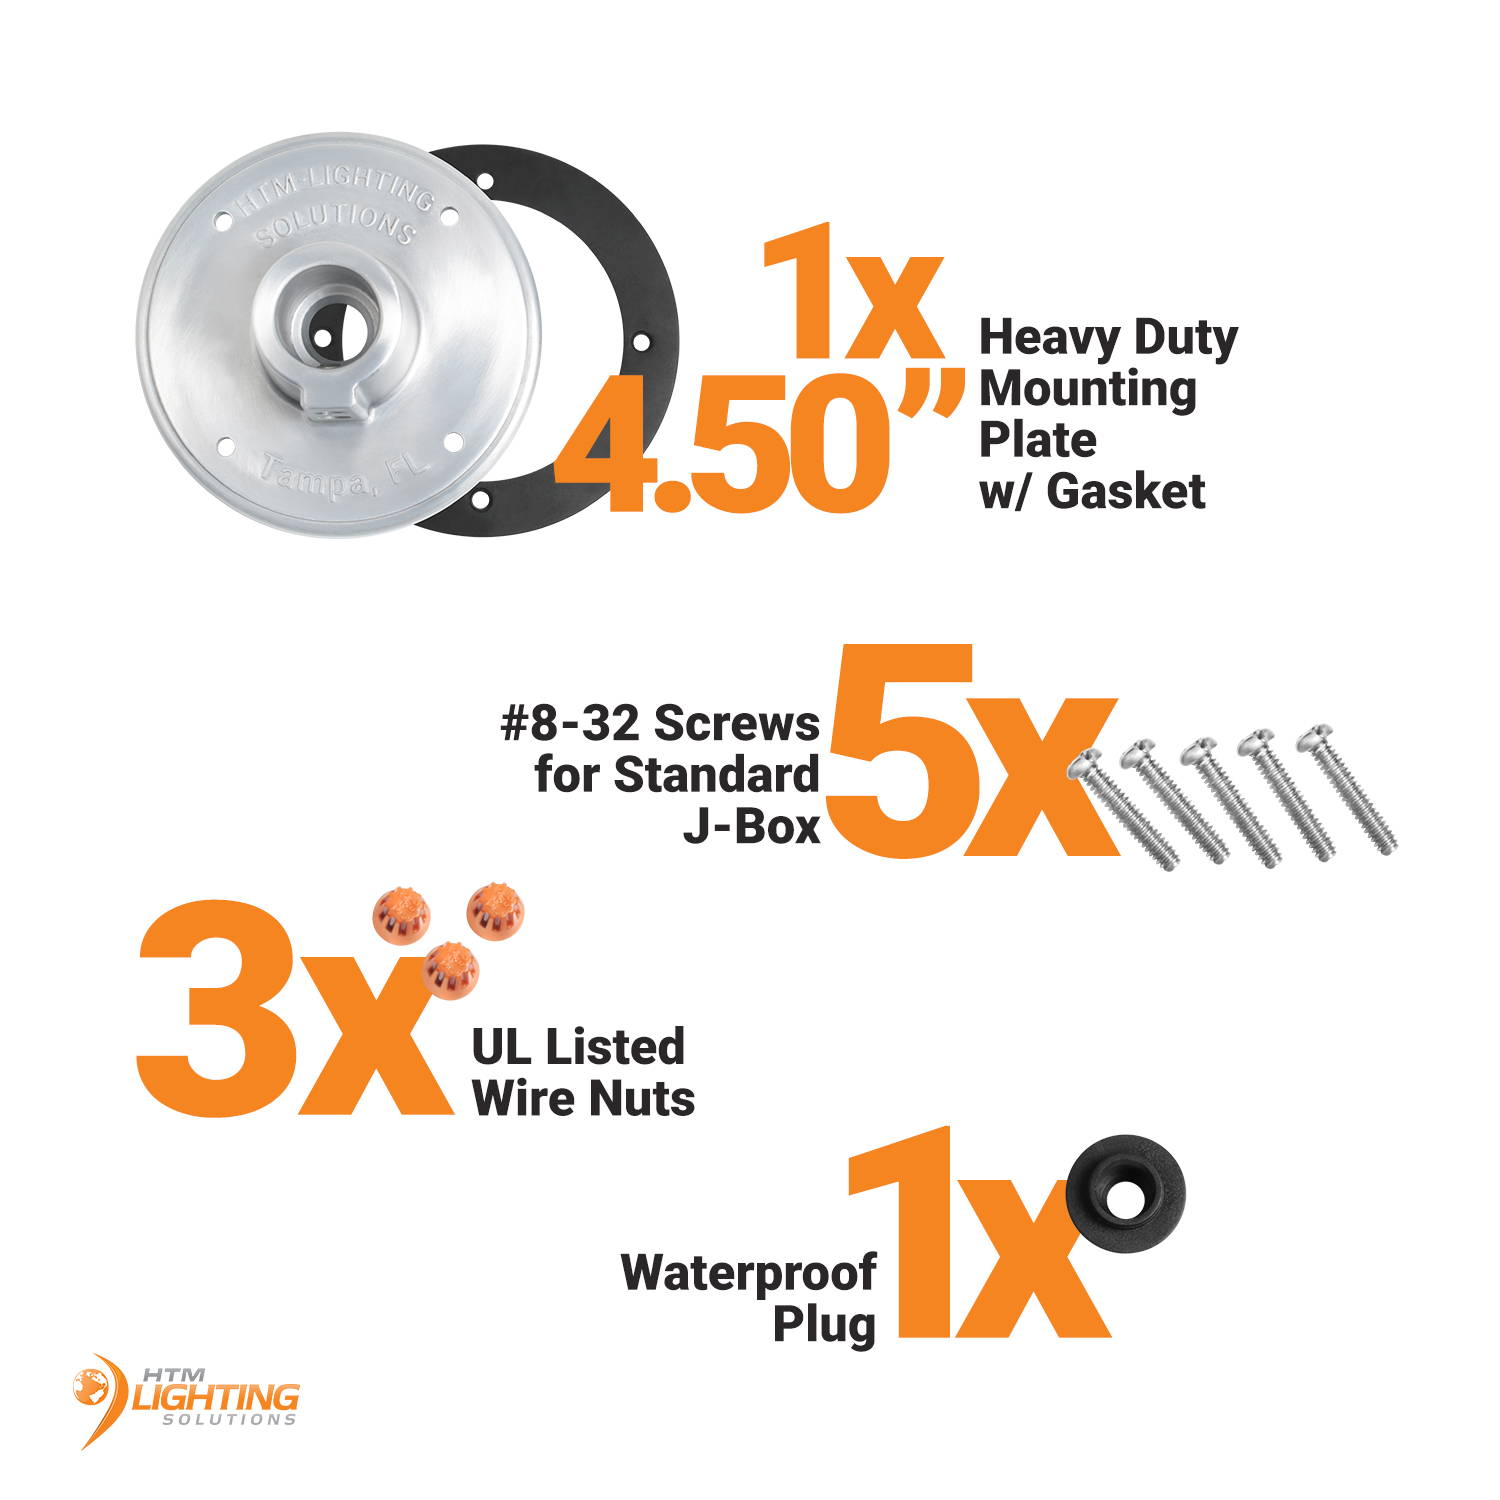 HTM-LIGHTING
SOLUTIONS
Tampa, FL
1x
4.50”
Heavy Duty
Mounting
Plate
w/ Gasket
#8-32 Screws
for Standard
J-Box
5x
3x
UL Listed
Wire Nuts
1x
Waterproof
Plug
HTM
LIGHTING
SOLUTIONS